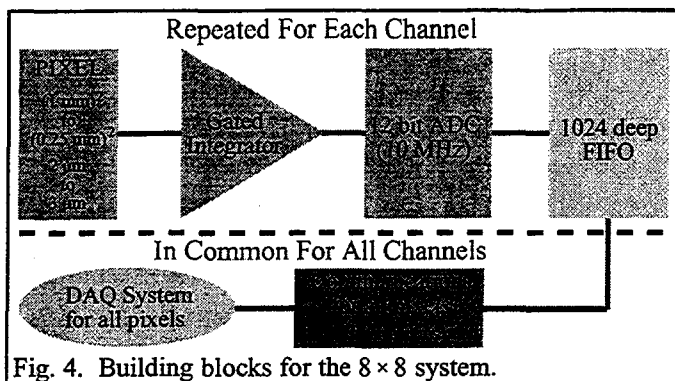 Repeated For Each Channel
PIXEL
Gated
Integrator
12 bit ADC
(10 MHz)
1024 deep
FIFO
In Common For All Channels
DAQ System
for all pixels
Fig. 4. Building blocks for the 8 × 8 system.